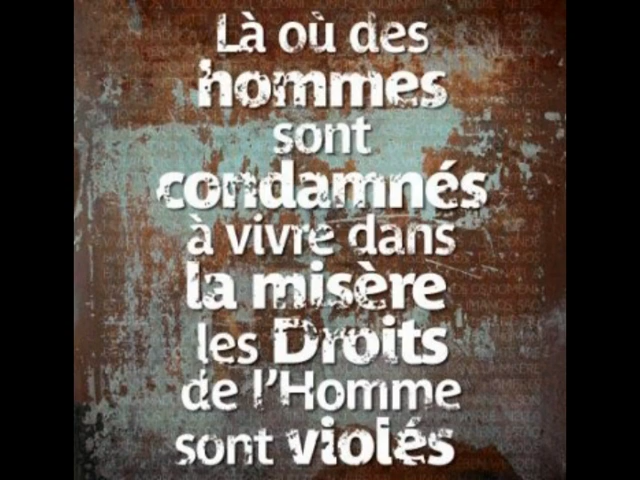 Là où des
hommes
sont
condamnés
à vivre dans
la misère
les Droits
de l'Homme
sont violés